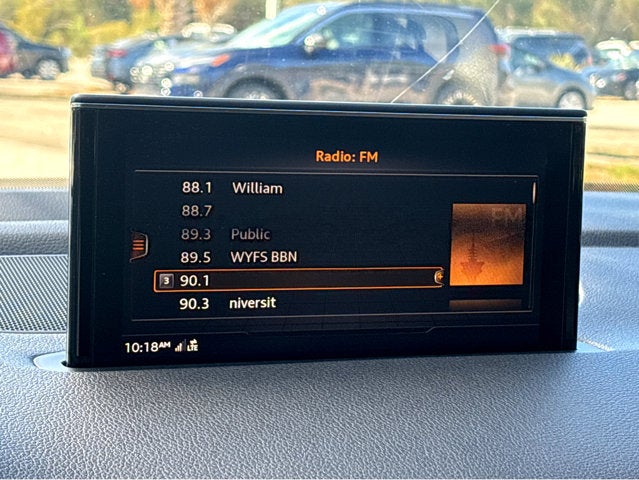 Radio: FM
88.1 William
88.7
89.3 Public
89.5 WYFS BBN
FM
3 90.1
90.3 niversit
10:18AM LTE